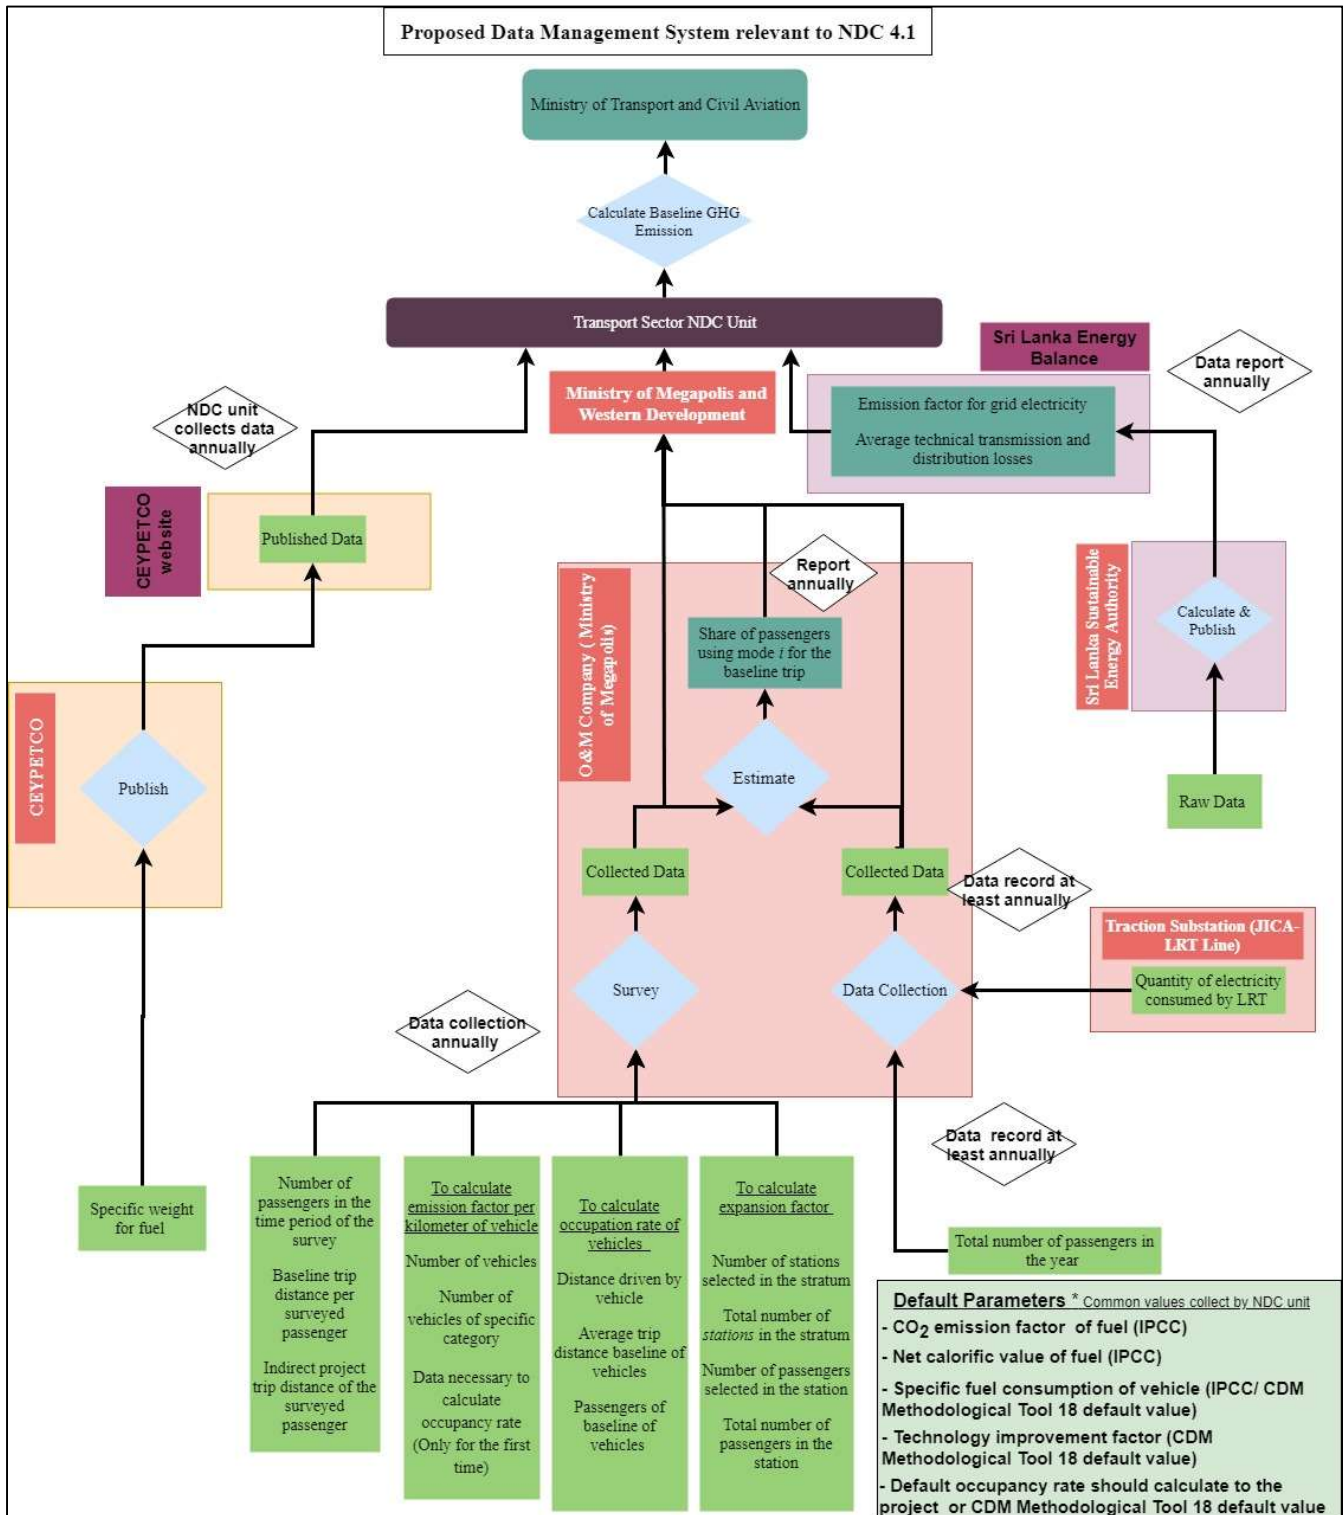 Proposed Data Management System relevant to NDC 4.1
Ministry of Transport and Civil Aviation
Calculate Baseline GHG
Emission
Transport Sector NDC Unit
Sri Lanka Energy
Balance
Data report
annually
Ministry of Megapolis and
Western Development
Emission factor for grid electricity
Average technical transmission and
distribution losses
NDC unit
collects data
annually
CEYPETCO
website
Published Data
Report
annually
O&M Company ( Ministry
of Megapolis)
Share of passengers
using mode i for the
baseline trip
Sri Lanka Sustainable
Energy Authority
Calculate &
Publish
CEYPETCO
Publish
Estimate
Raw Data
Collected Data
Collected Data
Data record at
least annually
Traction Substation (JICA-
LRT Line)
Quantity of electricity
consumed by LRT
Survey
Data Collection
Data collection
annually
Data record at
least annually
Specific weight
for fuel
Number of
passengers in the
time period of the
survey
Baseline trip
distance per
surveyed
passenger
Indirect project
trip distance of the
surveyed
passenger
To calculate
emission factor per
kilometer of vehicle
Number of vehicles
Number of
vehicles of specific
category
Data necessary to
calculate
occupancy rate
(Only for the first
time)
To calculate
occupation rate of
vehicles
Distance driven by
vehicle
Average trip
distance baseline of
vehicles
Passengers of
baseline of
vehicles
To calculate
expansion factor
Number of stations
selected in the stratum
Total number of
stations in the stratum
Number of passengers
selected in the station
Total number of
passengers in the
station
Total number of passengers in
the year
Default Parameters * Common values collect by NDC unit
- CO₂ emission factor of fuel (IPCC)
- Net calorific value of fuel (IPCC)
- Specific fuel consumption of vehicle (IPCC/ CDM
Methodological Tool 18 default value)
- Technology improvement factor (CDM
Methodological Tool 18 default value)
- Default occupancy rate should calculate to the
project or CDM Methodological Tool 18 default value